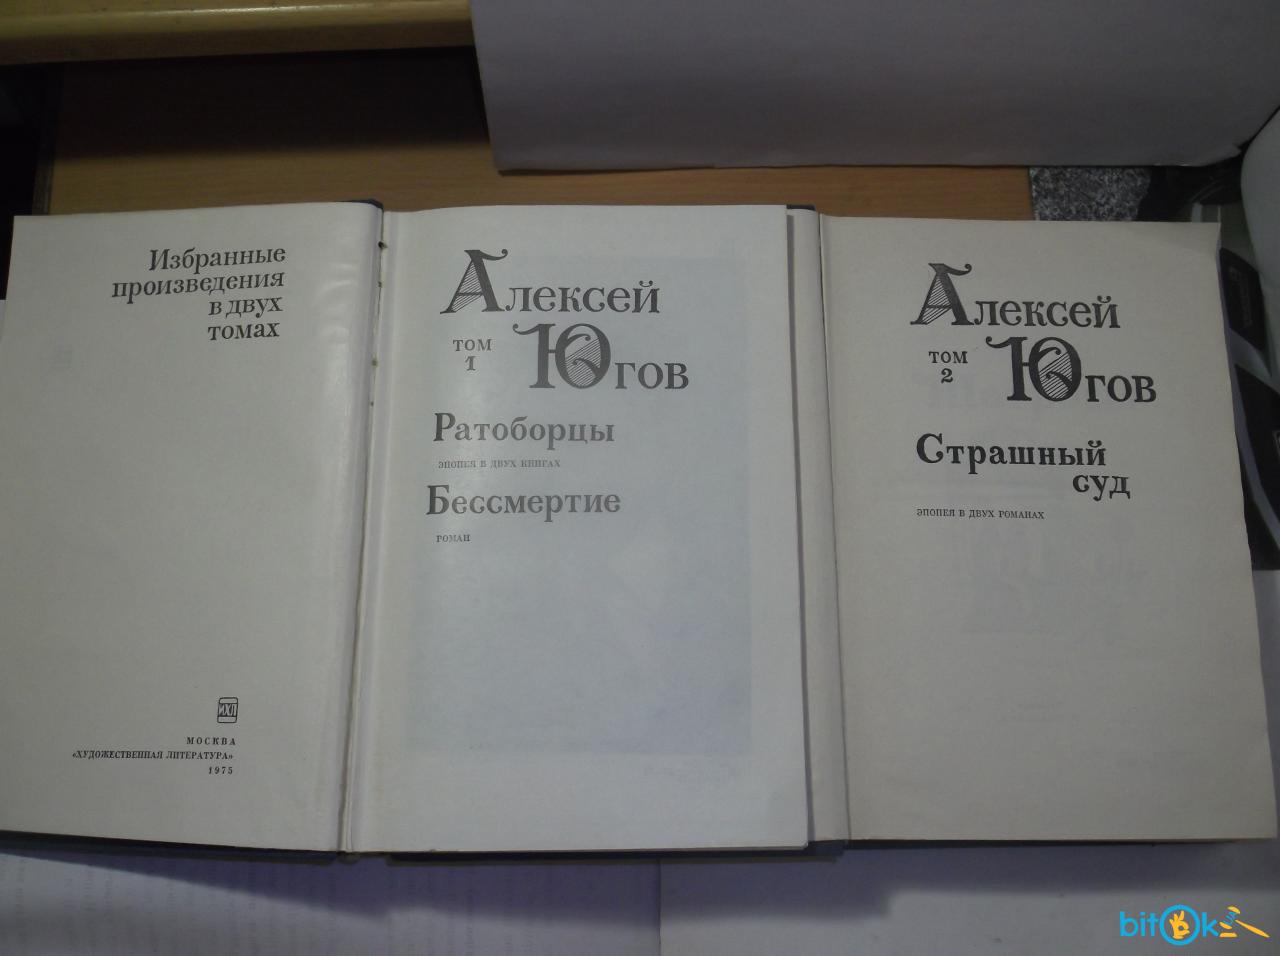 Избранные
произведения
в двух
томах
ИХЛ
МОСКВА
«ХУДОЖЕСТВЕННАЯ ЛИТЕРАТУРА»
1975
Алексей
том
1
Югов
Ратоборцы
ЭПОПЕЯ В ДВУХ КНИГАХ
Бессмертие
РОМАН
Алексей
том
2
Югов
Страшный
суд
ЭПОПЕЯ В ДВУХ РОМАНАХ
bitOk